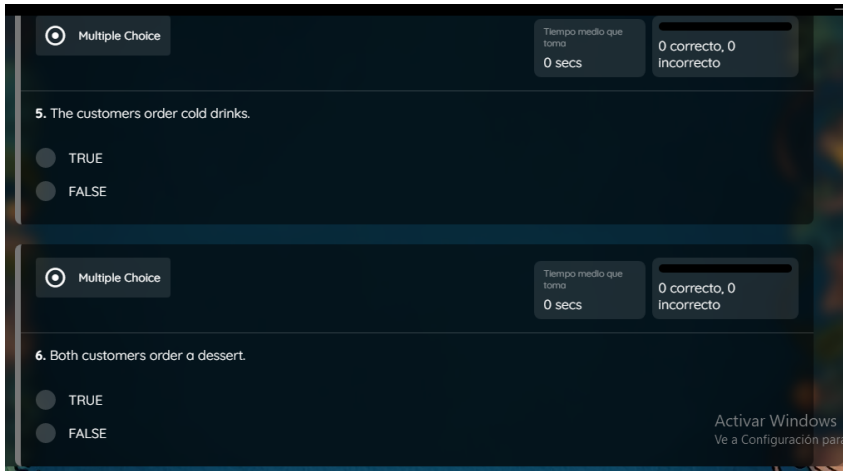 Multiple Choice
Tiempo medio que
toma
0 secs
0 correcto, 0
incorrecto
5. The customers order cold drinks.
TRUE
FALSE
Multiple Choice
Tiempo medio que
toma
0 secs
0 correcto, 0
incorrecto
6. Both customers order a dessert.
TRUE
FALSE
Activar Windows
Ve a Configuración para